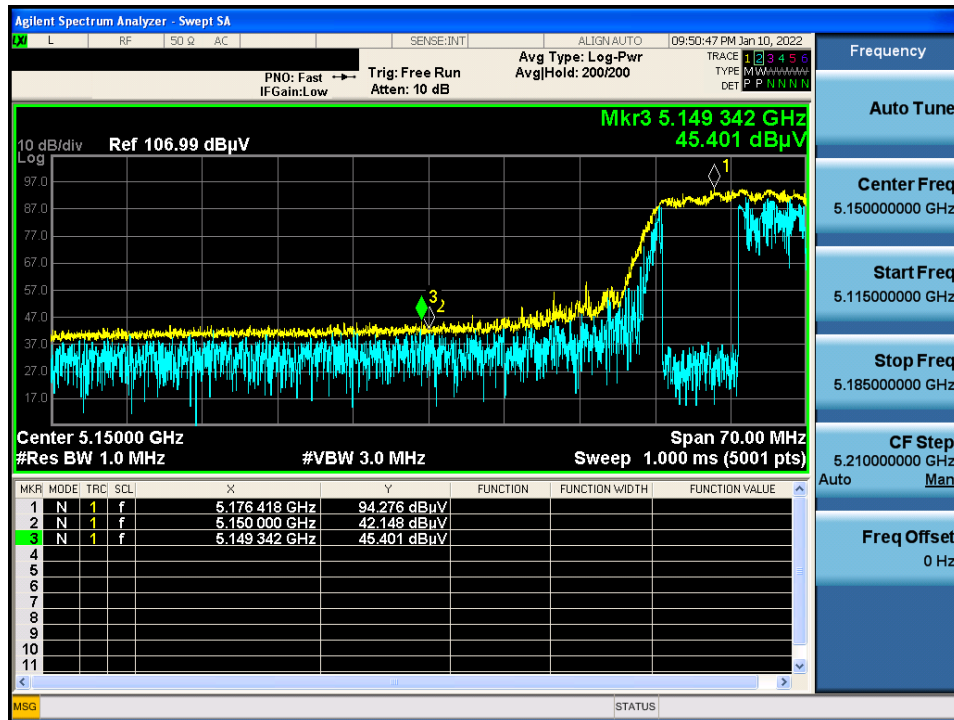 Agilent Spectrum Analyzer - Swept SA
LXI L RF 50 Ω AC SENSE:INT ALIGN AUTO 09:50:47 PM Jan 10, 2022
PNO: Fast Trig: Free Run Avg Type: Log-Pwr TRACE 1 2 3 4 5 6
IFGain:Low Atten: 10 dB Avg|Hold: 200/200 TYPE M W
DET P P N N N N
Mkr3 5.149 342 GHz
45.401 dBµV
10 dB/div Ref 106.99 dBµV
Log
97.0
87.0
77.0
67.0
57.0
47.0
37.0
27.0
17.0
1
3
2
Center 5.15000 GHz Span 70.00 MHz
#Res BW 1.0 MHz #VBW 3.0 MHz Sweep 1.000 ms (5001 pts)
MKR MODE TRC SCL X Y FUNCTION FUNCTION WIDTH FUNCTION VALUE
1 N 1 f 5.176 418 GHz 94.276 dBµV
2 N 1 f 5.150 000 GHz 42.148 dBµV
3 N 1 f 5.149 342 GHz 45.401 dBµV
4
5
6
7
8
9
10
11
MSG STATUS
Frequency
Auto Tune
Center Freq
5.150000000 GHz
Start Freq
5.115000000 GHz
Stop Freq
5.185000000 GHz
CF Step
5.210000000 GHz
Auto Man
Freq Offset
0 Hz